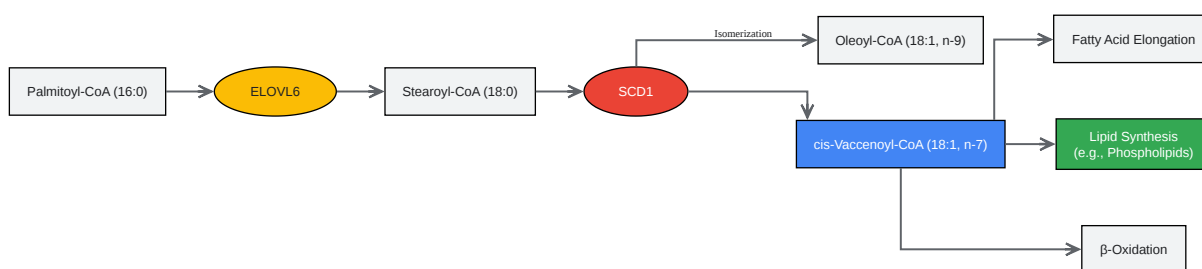 Palmitoyl-CoA (16:0)
ELOVL6
Stearoyl-CoA (18:0)
SCD1
Isomerization
Oleoyl-CoA (18:1, n-9)
cis-Vaccenoyl-CoA (18:1, n-7)
Fatty Acid Elongation
Lipid Synthesis
(e.g., Phospholipids)
β-Oxidation